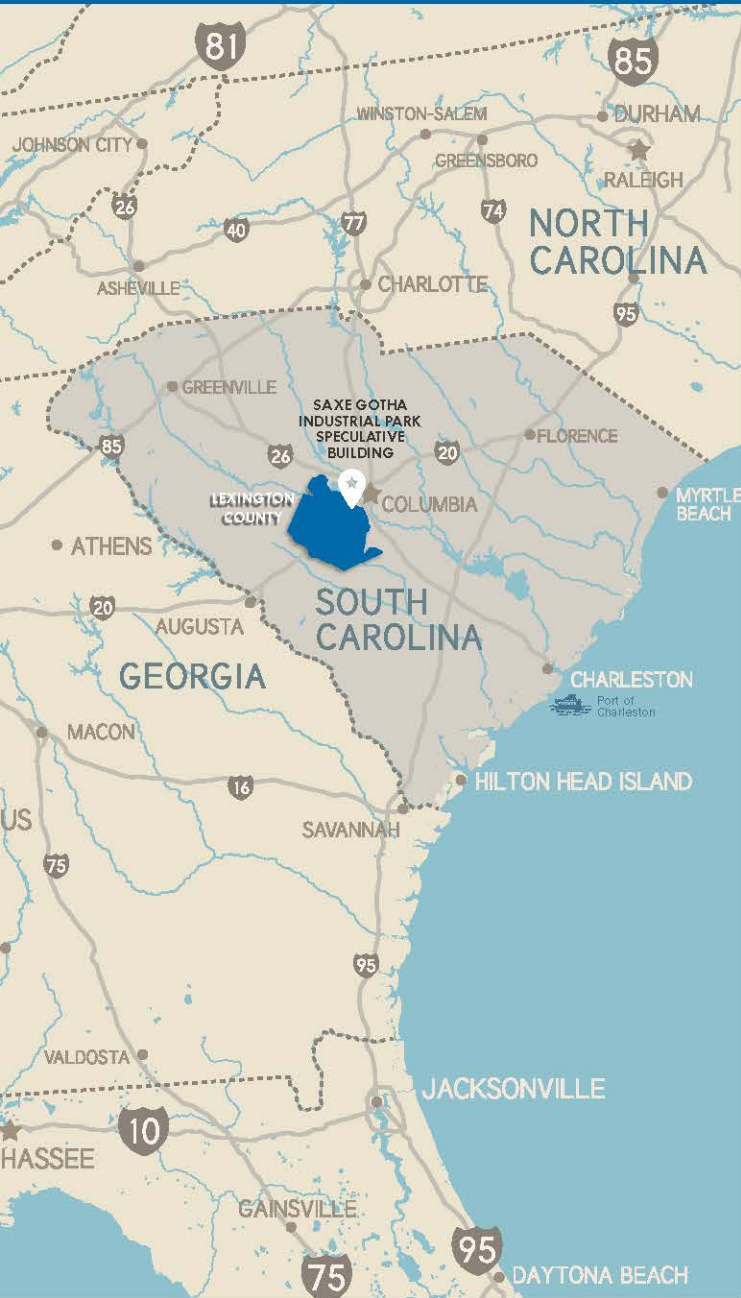 81
85
WINSTON-SALEM
DURHAM
JOHNSON CITY
GREENSBORO
RALEIGH
26
40
77
74
NORTH
CAROLINA
ASHEVILLE
CHARLOTTE
95
GREENVILLE
SAXE GOTHA
INDUSTRIAL PARK
SPECULATIVE
BUILDING
85
26
20
FLORENCE
LEXINGTON
COUNTY
COLUMBIA
MYRTLE
BEACH
ATHENS
20
AUGUSTA
SOUTH
CAROLINA
GEORGIA
CHARLESTON
Port of
Charleston
MACON
16
HILTON HEAD ISLAND
US
SAVANNAH
75
95
VALDOSTA
JACKSONVILLE
10
HASSEE
GAINSVILLE
75
95
DAYTONA BEACH